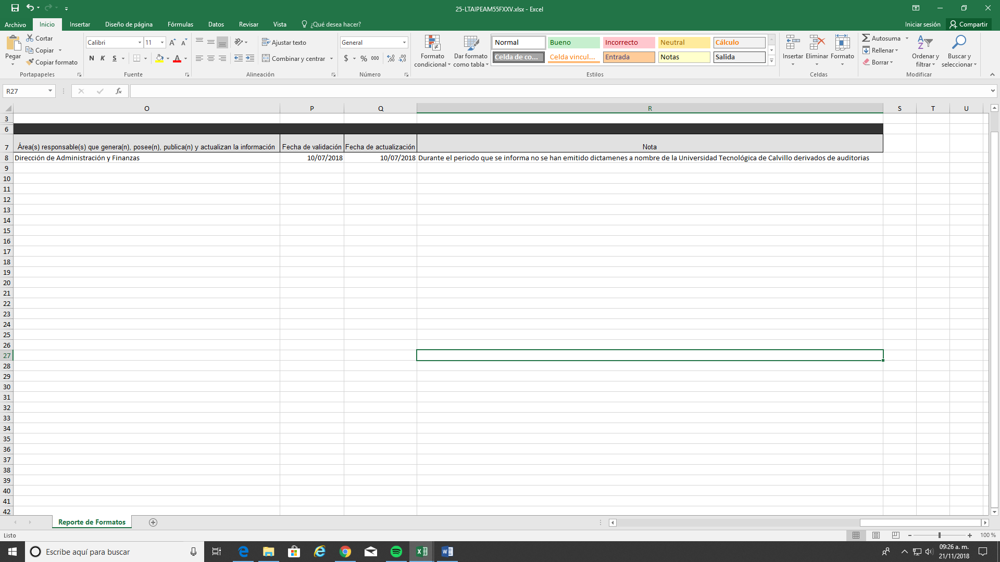 25-LTAIPEAM55FXXV.xlsx - Excel
Archivo Inicio Insertar Diseño de página Fórmulas Datos Revisar Vista ¿Qué desea hacer? Iniciar sesión Compartir
Pegar
Cortar
Copiar
Copiar formato
Portapapeles
Calibri 11
N K S
Fuente
Ajustar texto
Combinar y centrar
Alineación
General
$ % 000
Número
Formato condicional
Dar formato como tabla
Normal Bueno Incorrecto Neutral Cálculo
Celda de co... Celda vincul... Entrada Notas Salida
Estilos
Insertar Eliminar Formato
Celdas
Autosuma
Rellenar
Borrar
Ordenar y filtrar
Buscar y seleccionar
Modificar
R27 fx
O P Q R S T U
3
6
7 Área(s) responsable(s) que genera(n), posee(n), publica(n) y actualizan la información Fecha de validación Fecha de actualización Nota
8 Dirección de Administración y Finanzas 10/07/2018 10/07/2018 Durante el periodo que se informa no se han emitido dictamenes a nombre de la Universidad Tecnológica de Calvillo derivados de auditorias
9
10
11
12
13
14
15
16
17
18
19
20
21
22
23
24
25
26
27
28
29
30
31
32
33
34
35
36
37
38
39
40
41
42
Reporte de Formatos
Listo 100 %
Escribe aquí para buscar
09:26 a. m.
21/11/2018